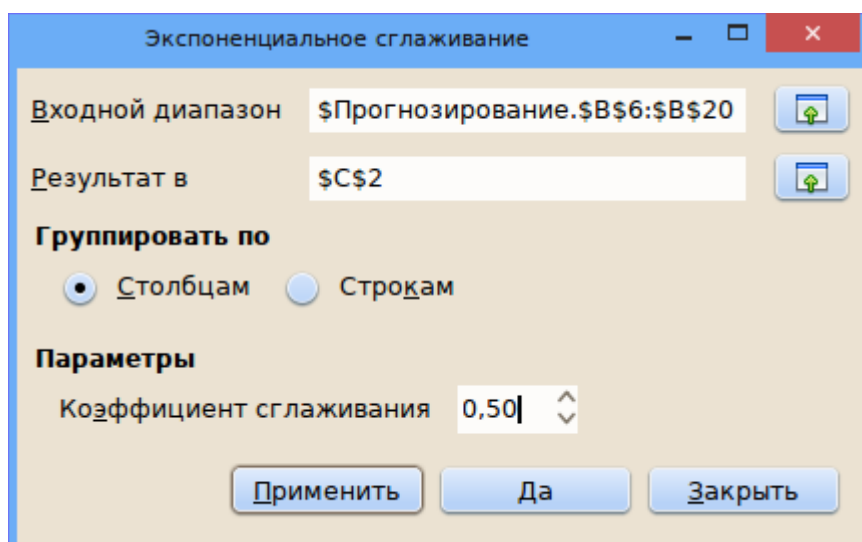 Экспоненциальное сглаживание
Входной диапазон $Прогнозирование.$B$6:$B$20
Результат в $C$2
Группировать по
Столбцам Строкам
Параметры
Коэффициент сглаживания 0,50
Применить Да Закрыть